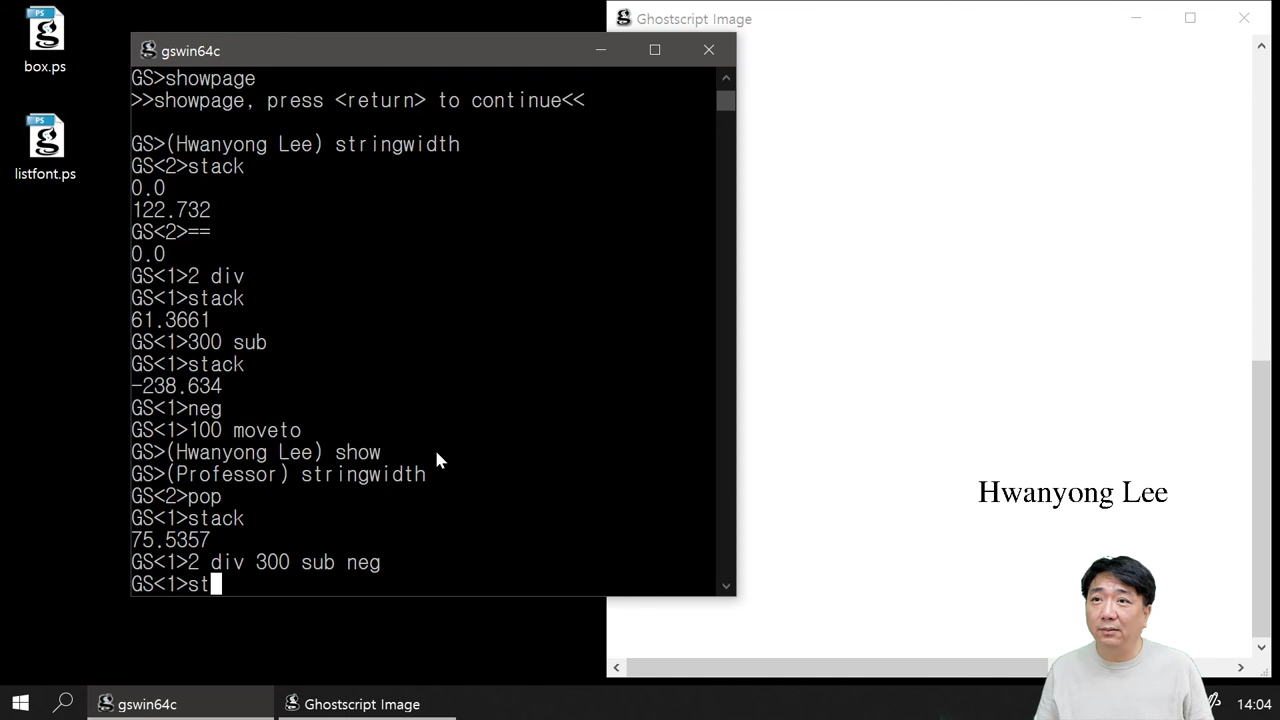 box.ps
listfont.ps
Ghostscript Image
gswin64c
GS>showpage
>>showpage, press <return> to continue<<
GS>(Hwanyong Lee) stringwidth
GS<2>stack
0.0
122.732
GS<2>==
0.0
GS<1>2 div
GS<1>stack
61.3661
GS<1>300 sub
GS<1>stack
-238.634
GS<1>neg
GS<1>100 moveto
GS>(Hwanyong Lee) show
GS>(Professor) stringwidth
GS<2>pop
GS<1>stack
75.5357
GS<1>2 div 300 sub neg
GS<1>st
Hwanyong Lee
gswin64c
Ghostscript Image
14:04